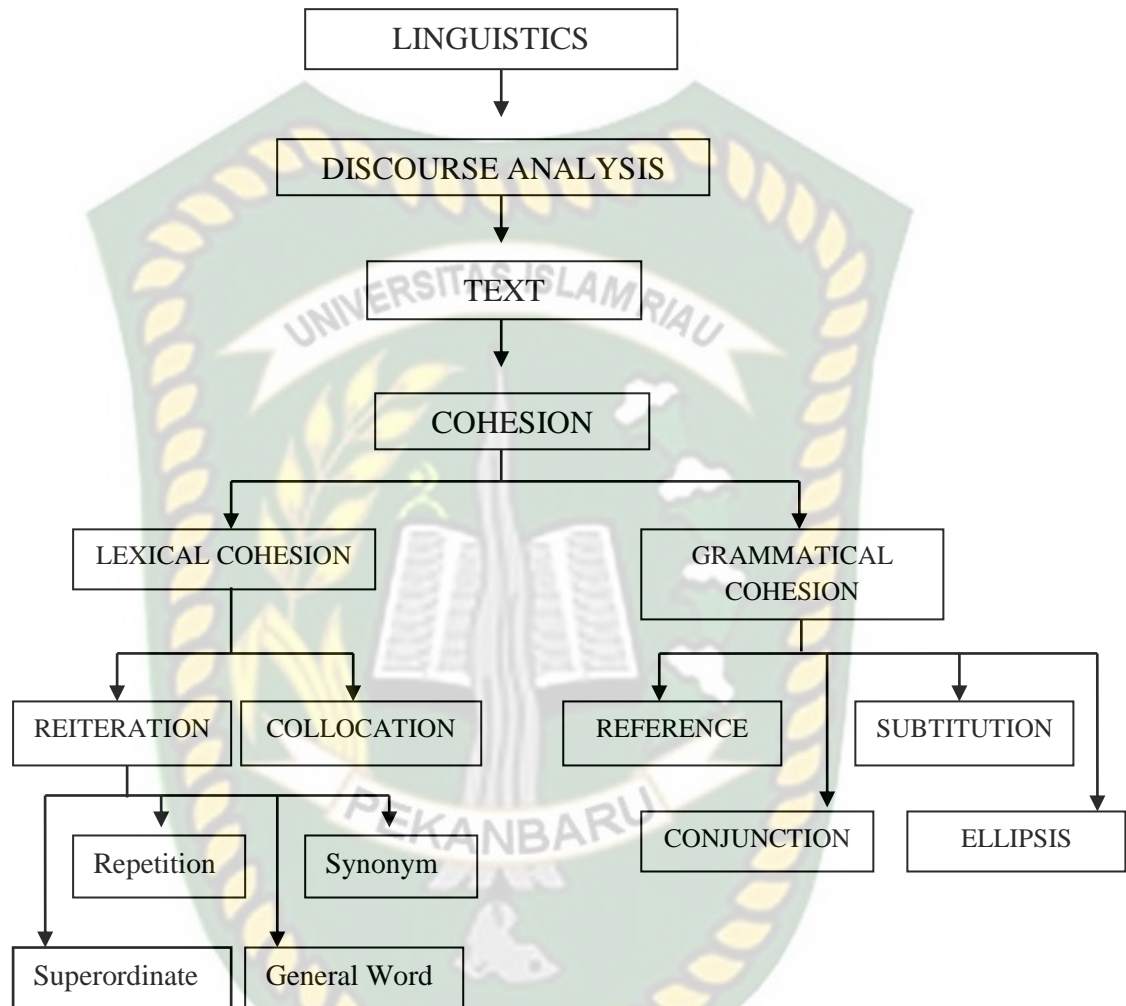 LINGUISTICS
DISCOURSE ANALYSIS
UNIVERSITAS ISLAM RIAU
TEXT
COHESION
LEXICAL COHESION
GRAMMATICAL
COHESION
REITERATION
COLLOCATION
REFERENCE
SUBTITUTION
PEKANBARU
CONJUNCTION
ELLIPSIS
Repetition
Synonym
Superordinate
General Word